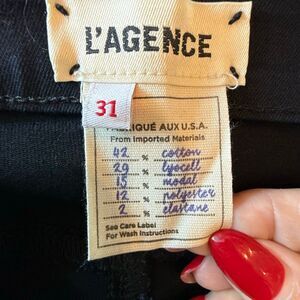 L'AGENCE
31
FABRIQUÉ AUX U.S.A.
From Imported Materials
42 % cotton
29 % lyocell
15 % modal
12 % polyester
2 % elastane
See Care Label
For Wash Instructions